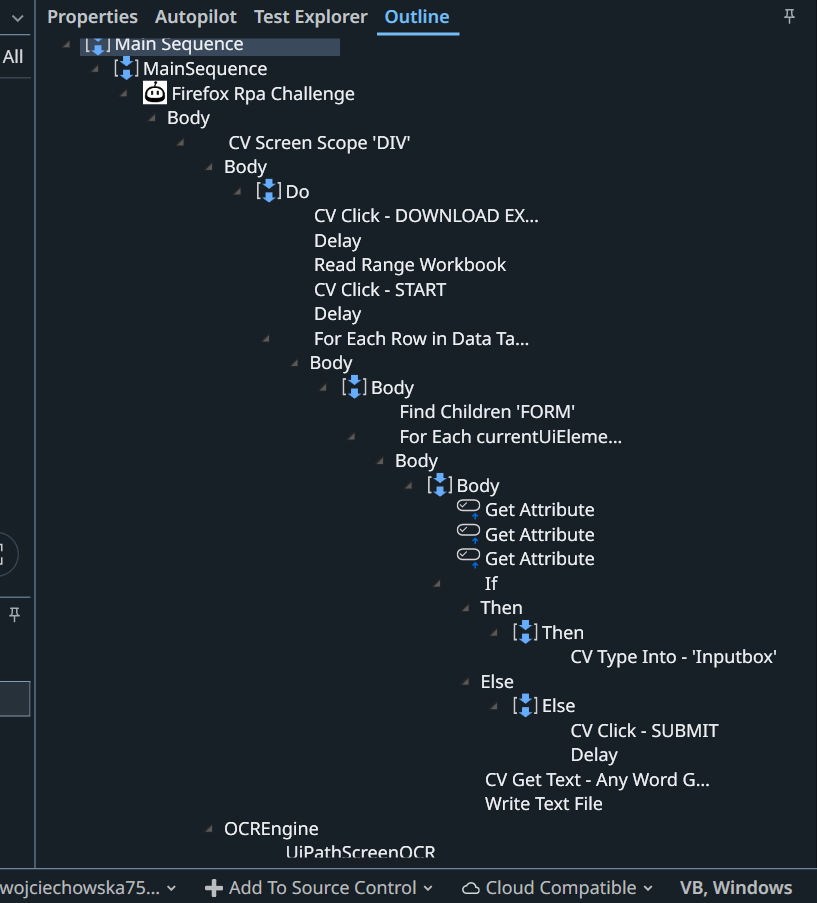 Properties Autopilot Test Explorer Outline
All
Main Sequence
MainSequence
Firefox Rpa Challenge
Body
CV Screen Scope 'DIV'
Body
Do
CV Click - DOWNLOAD EX...
Delay
Read Range Workbook
CV Click - START
Delay
For Each Row in Data Ta...
Body
Body
Find Children 'FORM'
For Each currentUiEleme...
Body
Body
Get Attribute
Get Attribute
Get Attribute
If
Then
Then
CV Type Into - 'Inputbox'
Else
Else
CV Click - SUBMIT
Delay
CV Get Text - Any Word G...
Write Text File
OCREngine
UiPathScreenOCR
wojciechowska75... Add To Source Control Cloud Compatible VB, Windows